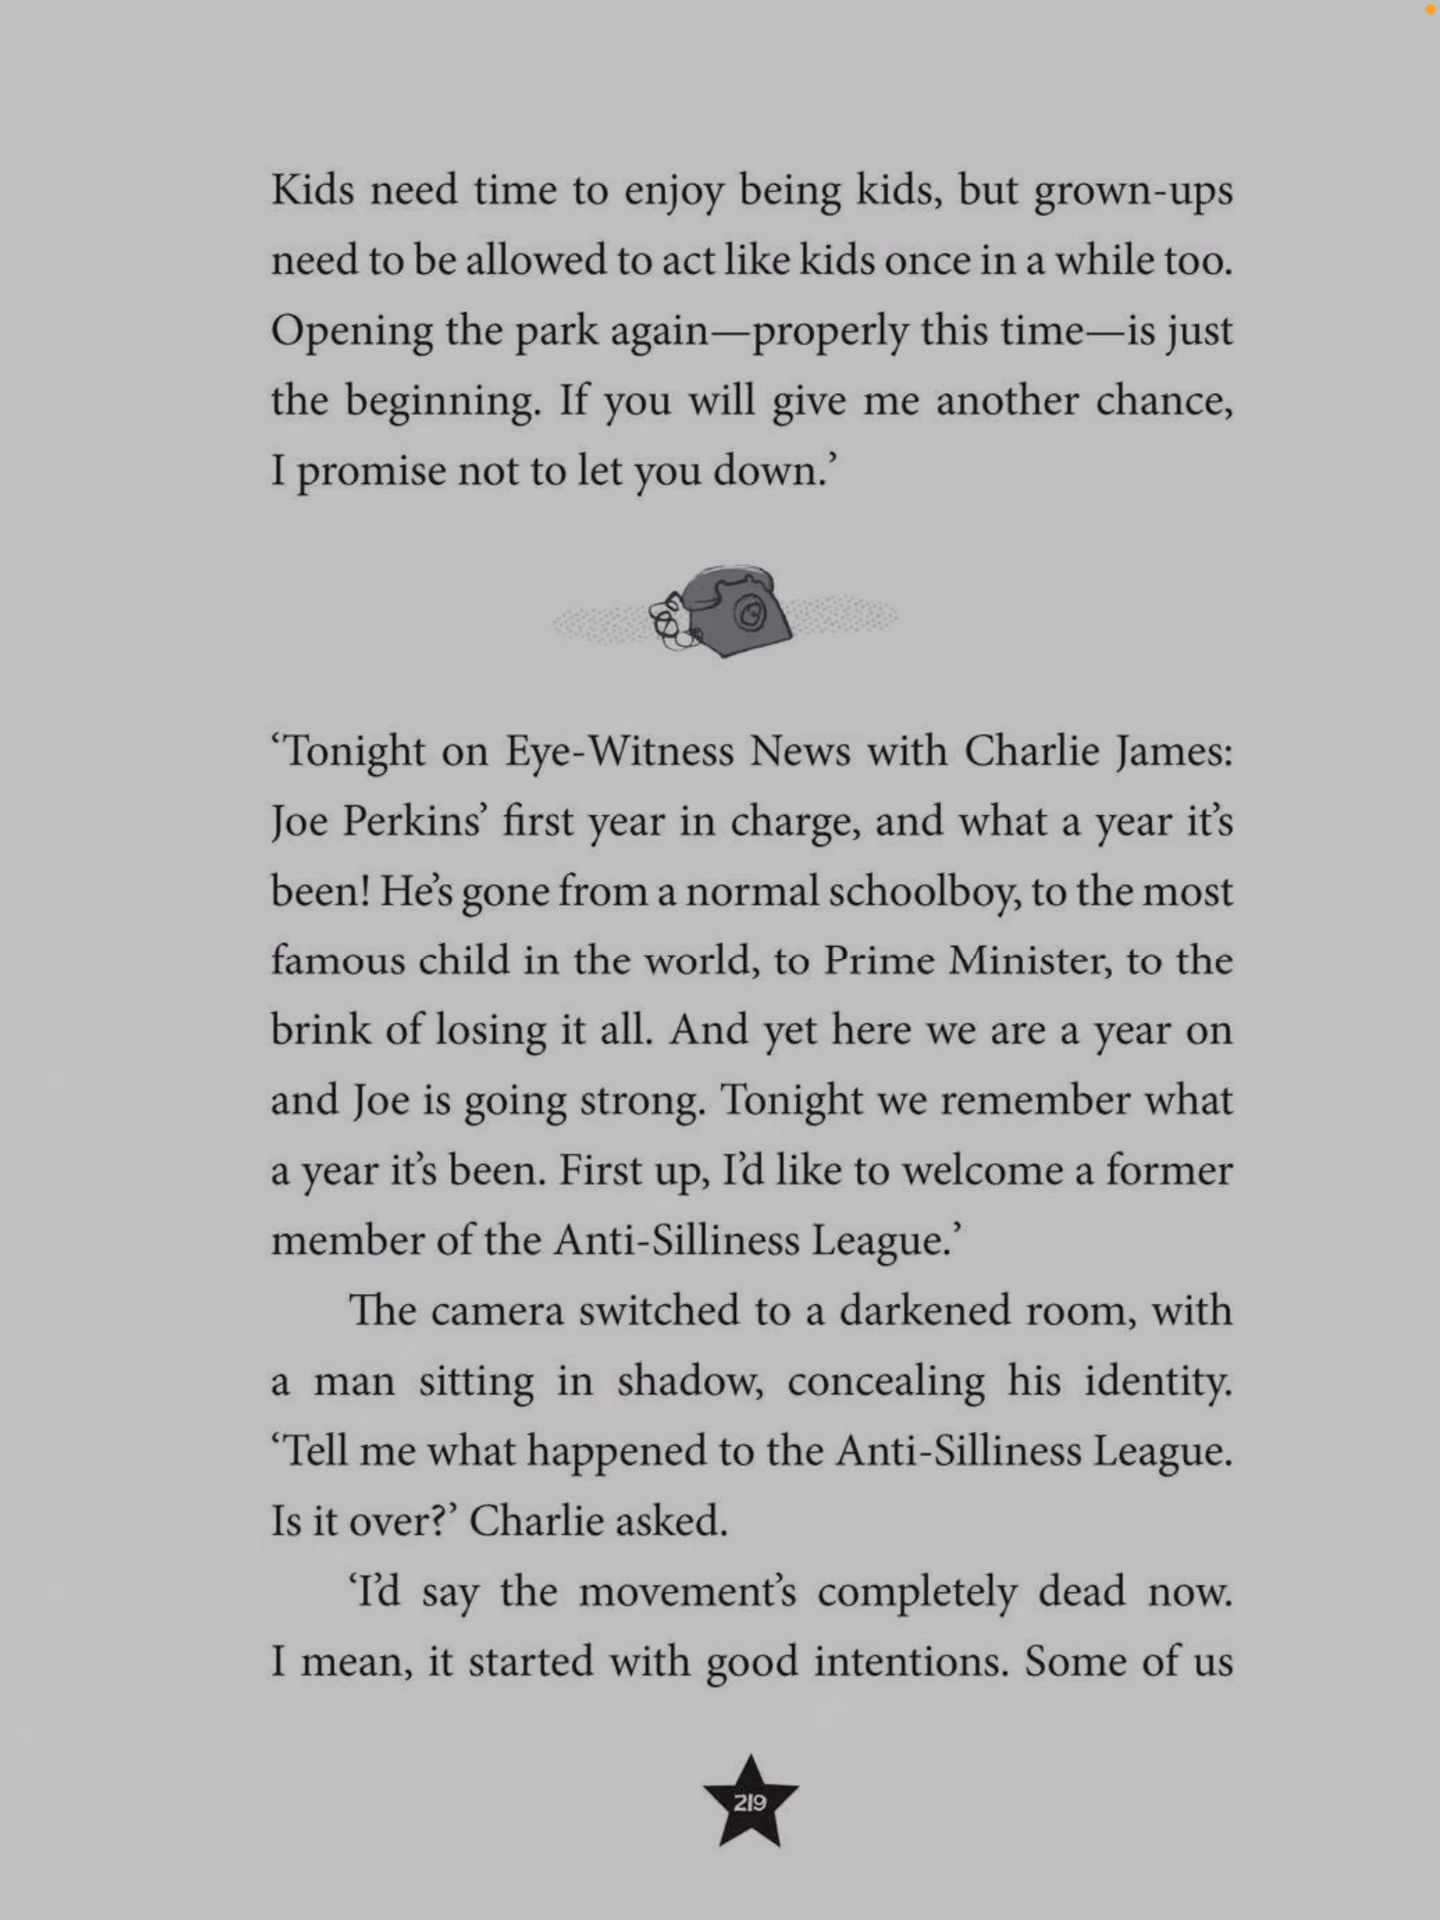 Kids need time to enjoy being kids, but grown-ups
need to be allowed to act like kids once in a while too.
Opening the park again—properly this time—is just
the beginning. If you will give me another chance,
I promise not to let you down.’
‘Tonight on Eye-Witness News with Charlie James:
Joe Perkins’ first year in charge, and what a year it’s
been! He’s gone from a normal schoolboy, to the most
famous child in the world, to Prime Minister, to the
brink of losing it all. And yet here we are a year on
and Joe is going strong. Tonight we remember what
a year it’s been. First up, I’d like to welcome a former
member of the Anti-Silliness League.’
The camera switched to a darkened room, with
a man sitting in shadow, concealing his identity.
‘Tell me what happened to the Anti-Silliness League.
Is it over?’ Charlie asked.
‘I’d say the movement’s completely dead now.
I mean, it started with good intentions. Some of us
219